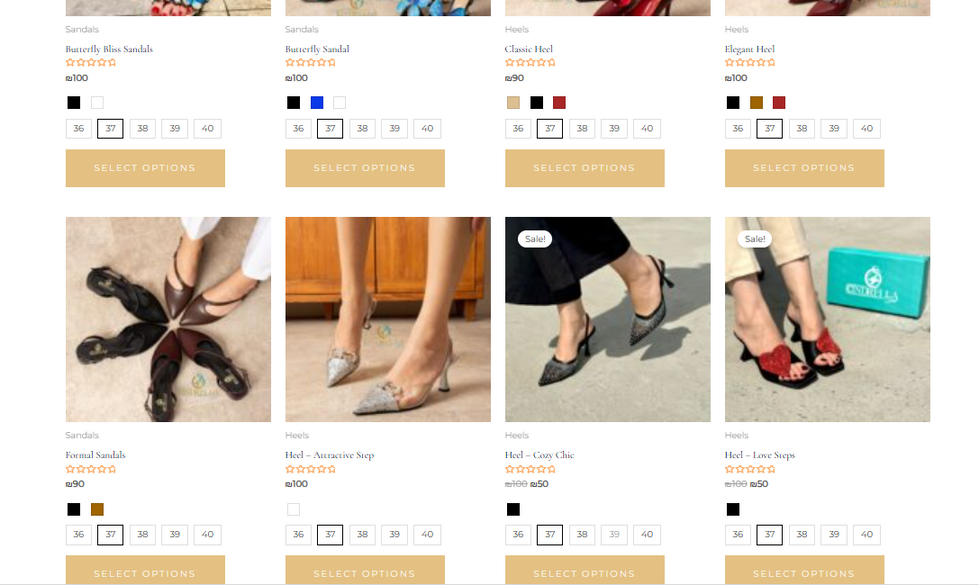 Sandals
Butterfly Bliss Sandals
₪100
36 37 38 39 40
SELECT OPTIONS
Sandals
Butterfly Sandal
₪100
36 37 38 39 40
SELECT OPTIONS
Heels
Classic Heel
₪90
36 37 38 39 40
SELECT OPTIONS
Heels
Elegant Heel
₪100
36 37 38 39 40
SELECT OPTIONS
Sandals
Formal Sandals
₪90
36 37 38 39 40
SELECT OPTIONS
Heels
Heel – Attractive Step
₪100
36 37 38 39 40
SELECT OPTIONS
Sale!
Heels
Heel – Cozy Chic
₪100 ₪50
36 37 38 39 40
SELECT OPTIONS
Sale!
CINDRELLA
Heels
Heel – Love Steps
₪100 ₪50
36 37 38 39 40
SELECT OPTIONS